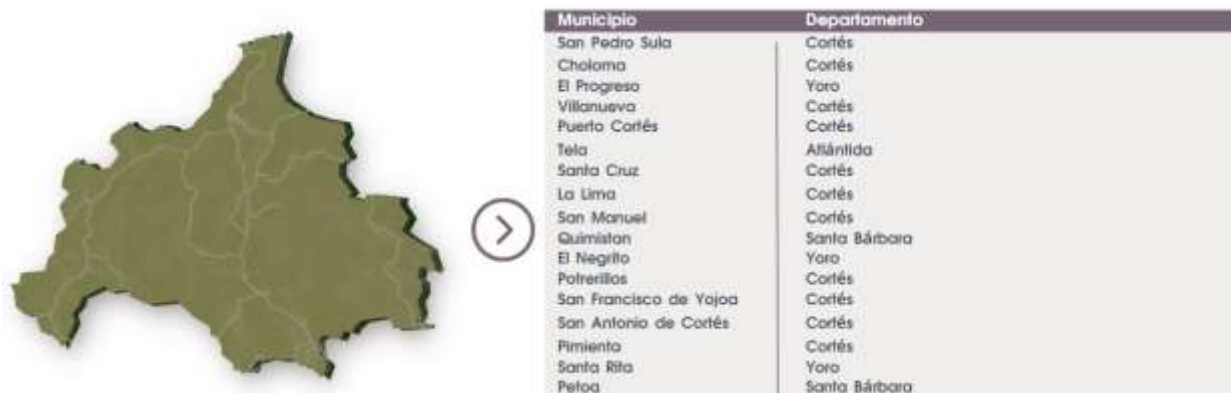 Municipio Departamento
San Pedro Sula Cortés
Choloma Cortés
El Progreso Yoro
Villanueva Cortés
Puerto Cortés Cortés
Tela Atlántida
Santa Cruz Cortés
La Lima Cortés
San Manuel Cortés
Quimistan Santa Bárbara
El Negrito Yoro
Potrerillos Cortés
San Francisco de Yojoa Cortés
San Antonio de Cortés Cortés
Pimienta Cortés
Santa Rita Yoro
Petoa Santa Bárbara